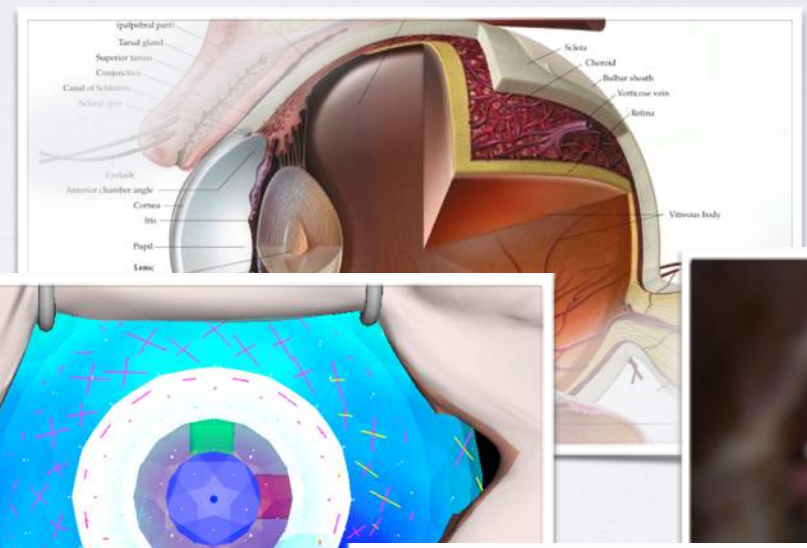 (palpebral part)
Tarsal gland
Superior tarsus
Conjunctiva
Canal of Schlemm
Scleral spur
Eyelash
Anterior chamber angle
Cornea
Iris
Pupil
Lens:
Sclera
Choroid
Bulbar sheath
Vorticose vein
Retina
Vitreous body